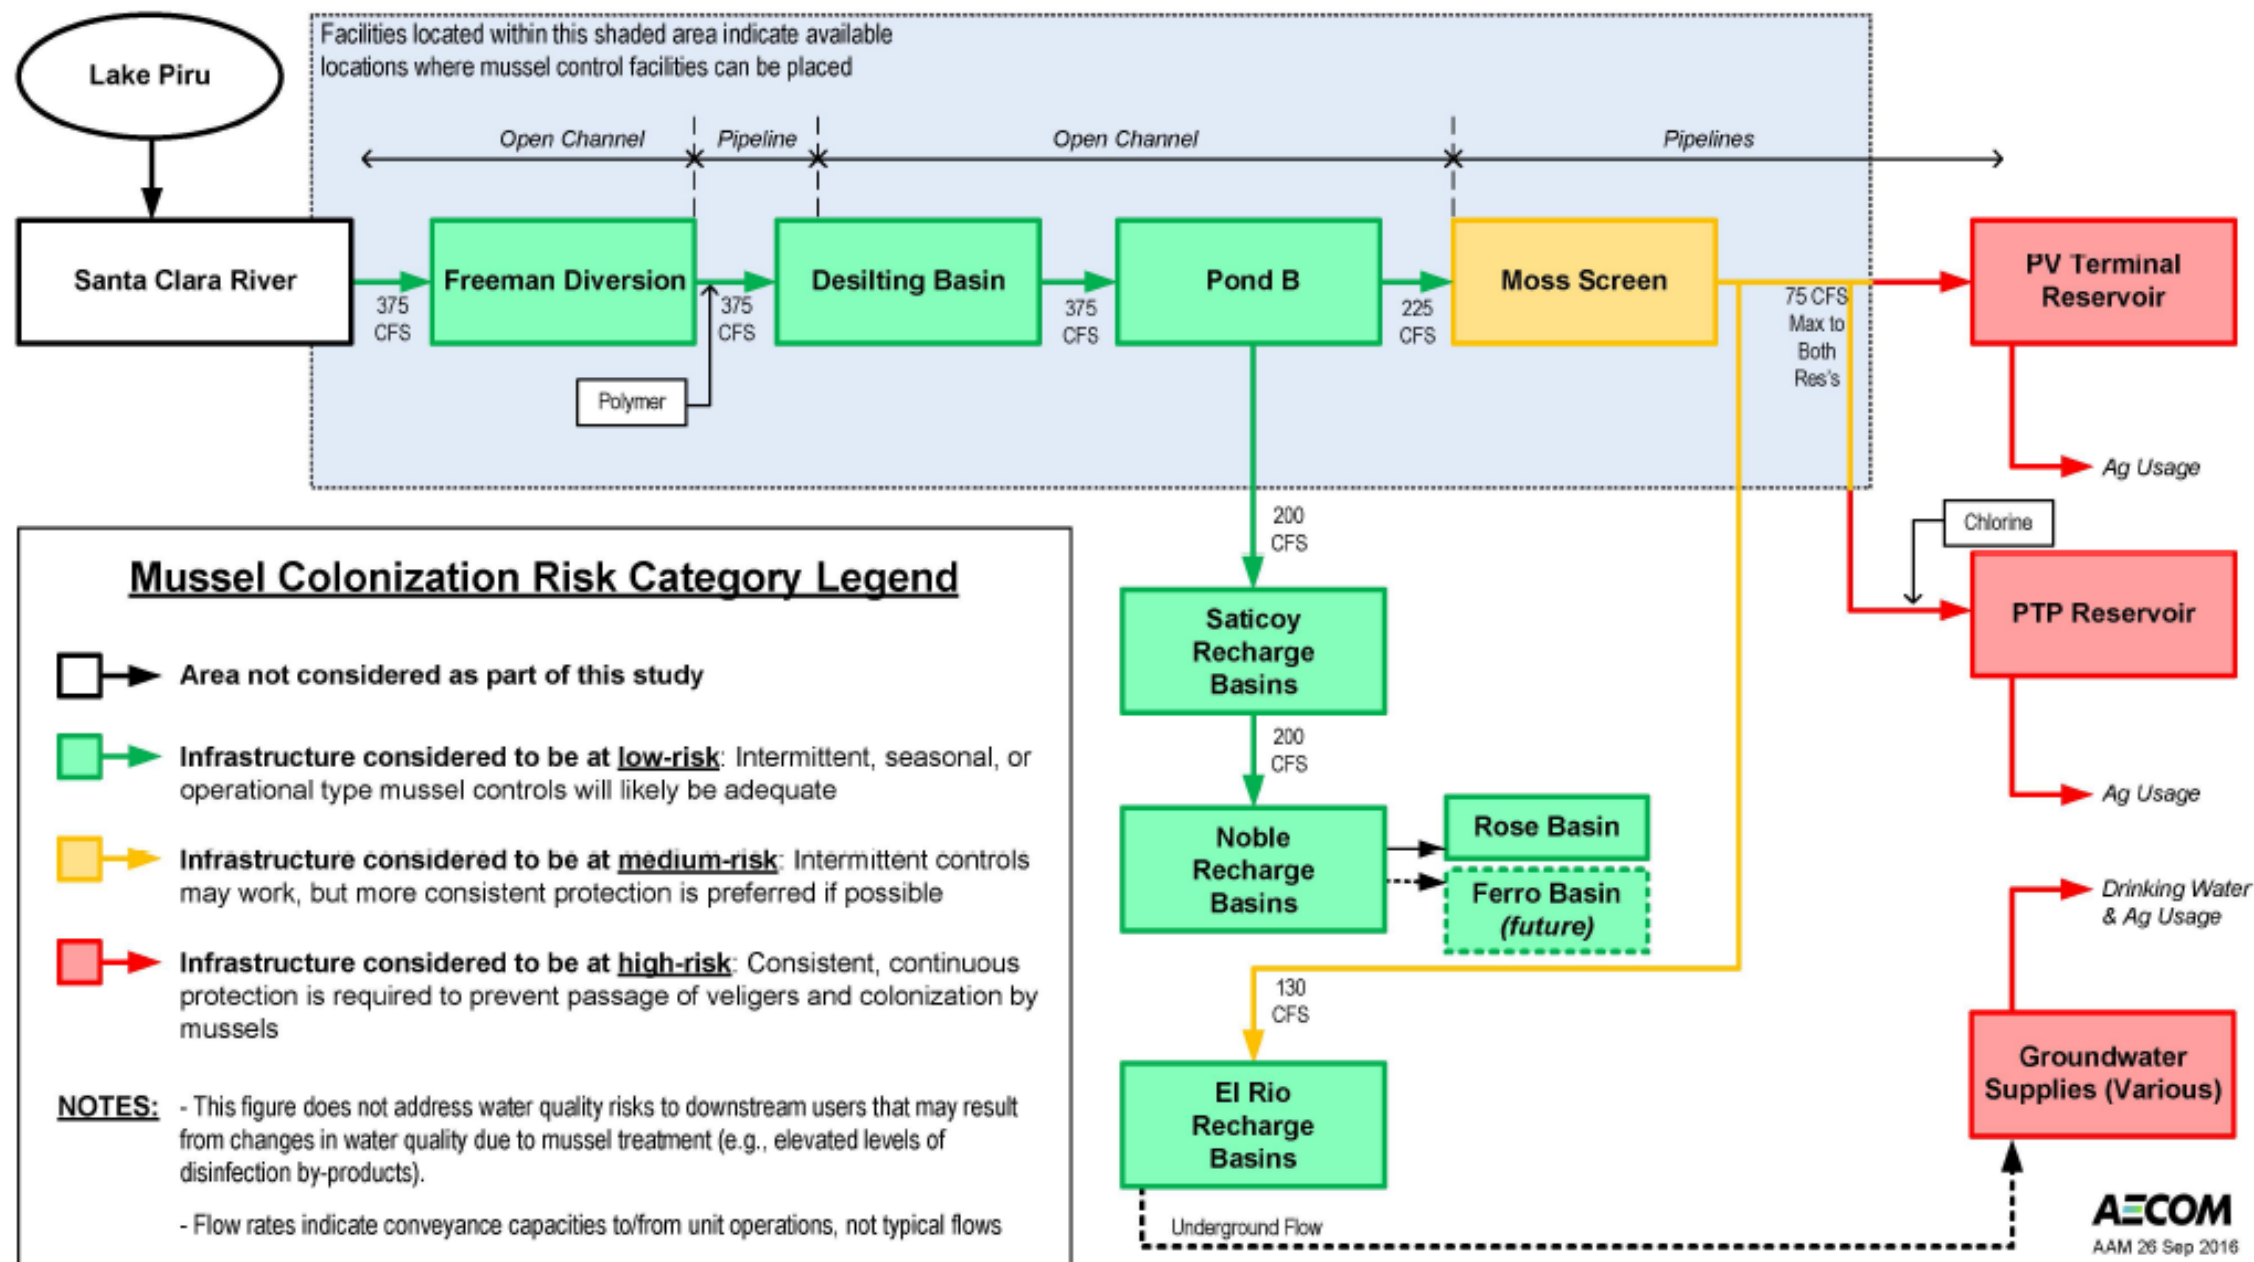 Facilities located within this shaded area indicate available
locations where mussel control facilities can be placed
Lake Piru
Open Channel
Pipeline
Open Channel
Pipelines
Santa Clara River
375
CFS
Freeman Diversion
375
CFS
Polymer
Desilting Basin
375
CFS
Pond B
225
CFS
Moss Screen
75 CFS
Max to
Both
Res's
PV Terminal
Reservoir
Ag Usage
200
CFS
Chlorine
Saticoy
Recharge
Basins
PTP Reservoir
Ag Usage
200
CFS
Noble
Recharge
Basins
Rose Basin
Ferro Basin
(future)
Drinking Water
& Ag Usage
130
CFS
El Rio
Recharge
Basins
Groundwater
Supplies (Various)
Underground Flow
Mussel Colonization Risk Category Legend
Area not considered as part of this study
Infrastructure considered to be at low-risk: Intermittent, seasonal, or
operational type mussel controls will likely be adequate
Infrastructure considered to be at medium-risk: Intermittent controls
may work, but more consistent protection is preferred if possible
Infrastructure considered to be at high-risk: Consistent, continuous
protection is required to prevent passage of veligers and colonization by
mussels
NOTES: - This figure does not address water quality risks to downstream users that may result
from changes in water quality due to mussel treatment (e.g., elevated levels of
disinfection by-products).
- Flow rates indicate conveyance capacities to/from unit operations, not typical flows
AECOM
AAM 26 Sep 2016